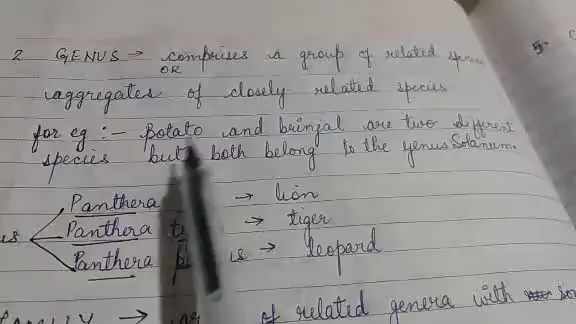 2 GENUS → comprises a group of related
OR
aggregates of closely related species
for eg :- potato and brinjal are two different
species but both belong to the genus Solanum.
Panthera → lion
Panthera → tiger
Panthera is → leopard
→ of related genera with